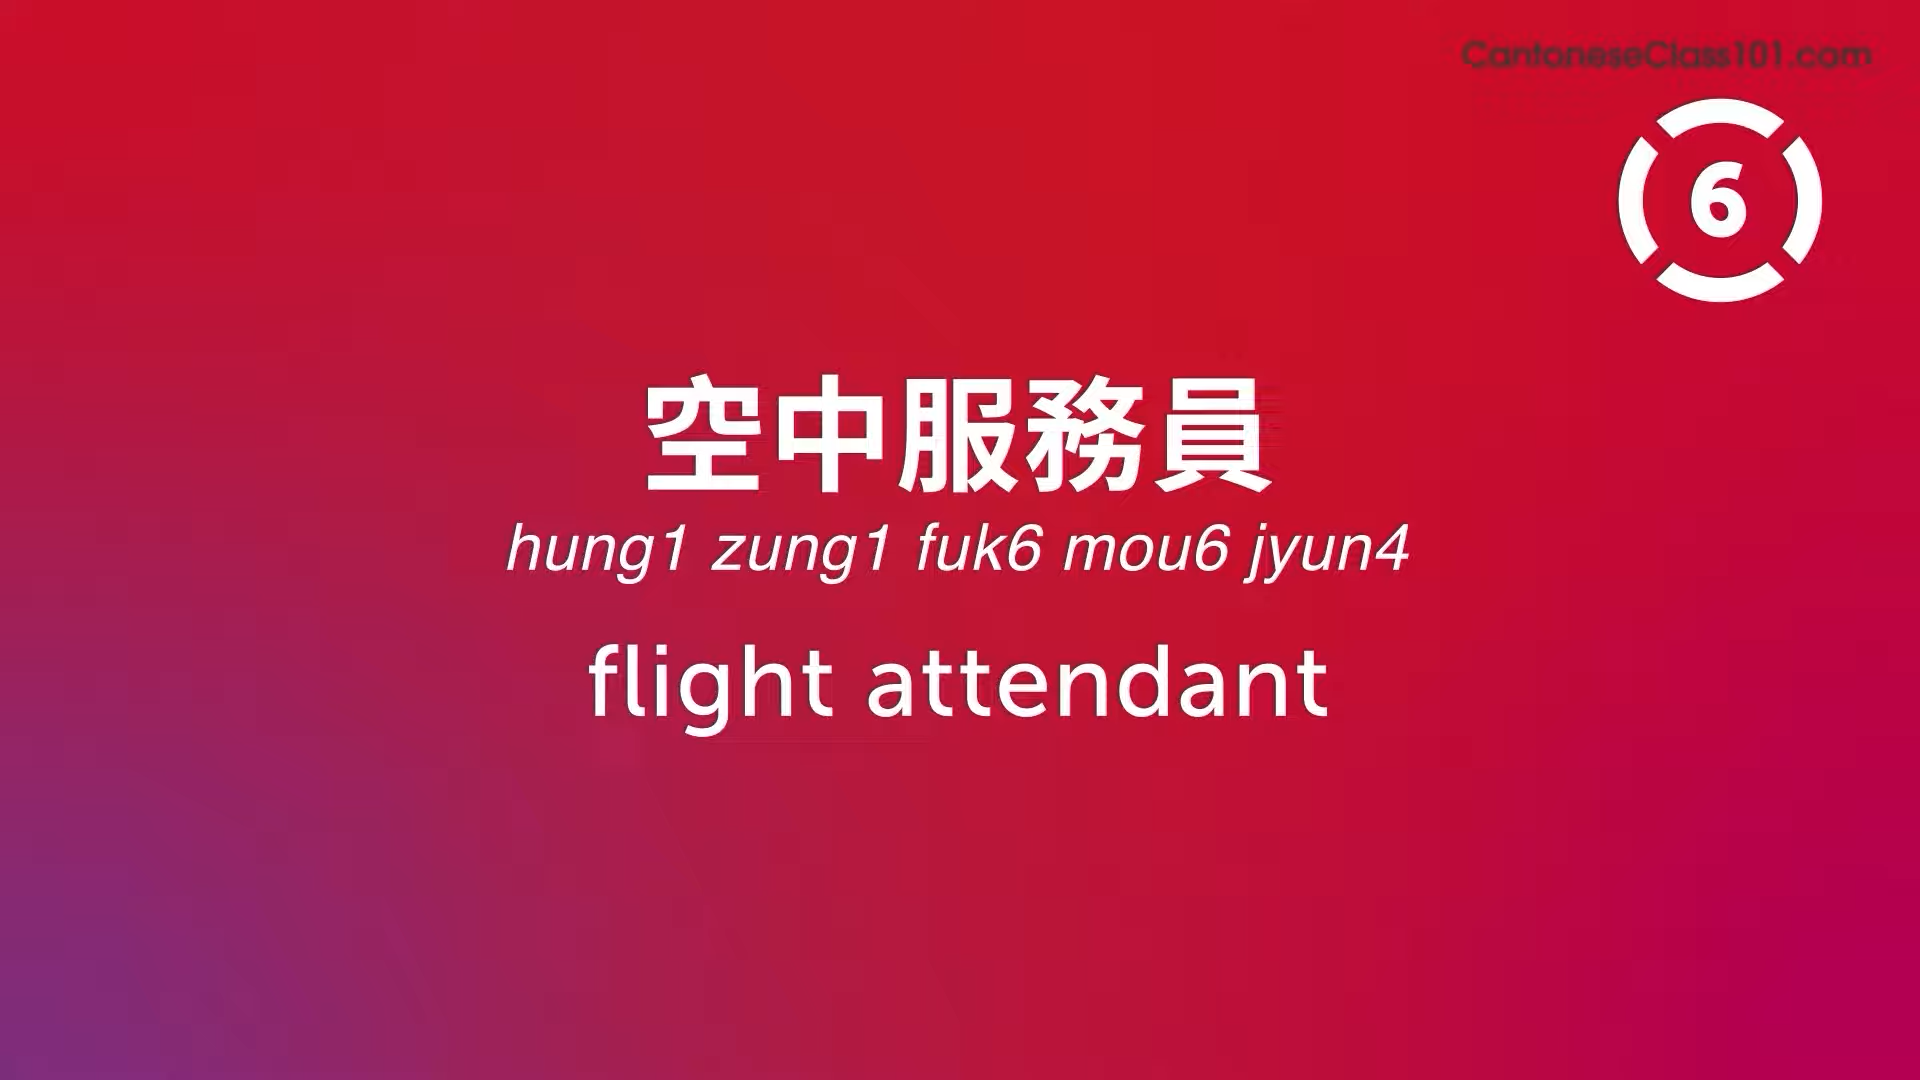 CantoneseClass101.com
6
空中服務員
hung1 zung1 fuk6 mou6 jyun4
flight attendant